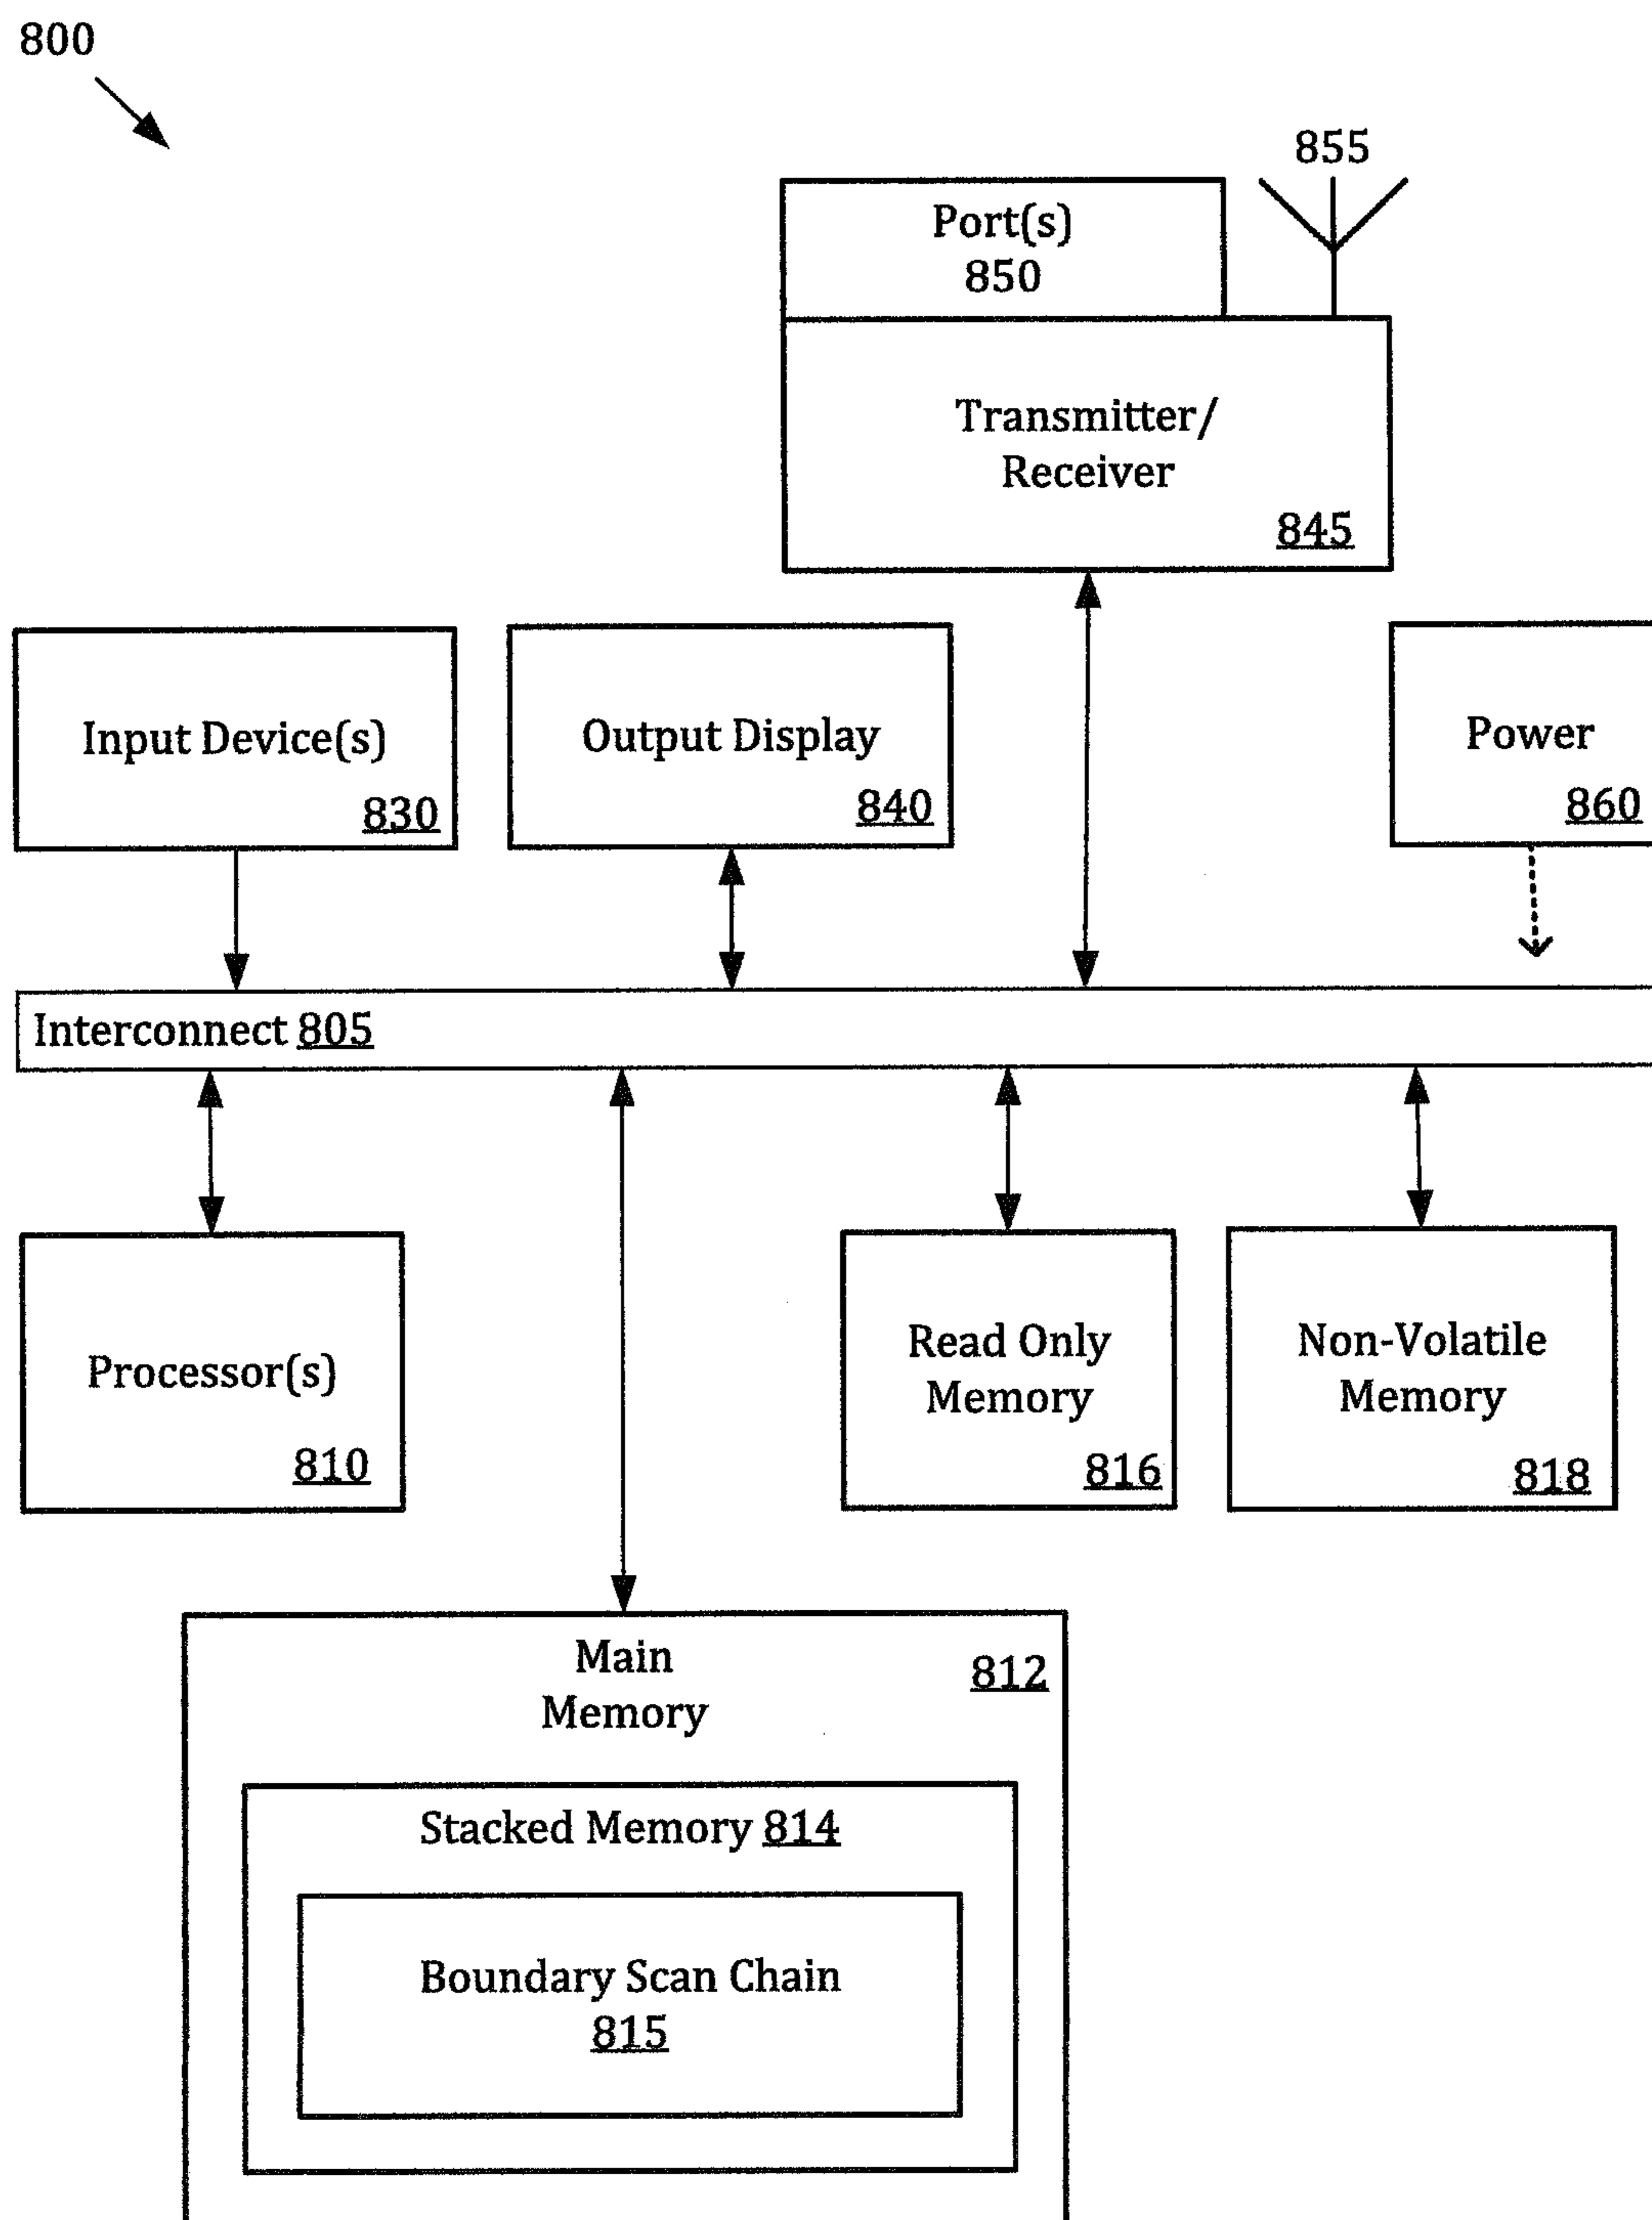 800
855
Port(s)
850
Transmitter/
Receiver
845
Input Device(s)
830
Output Display
840
Power
860
Interconnect 805
Processor(s)
810
Read Only
Memory
816
Non-Volatile
Memory
818
Main
Memory
812
Stacked Memory 814
Boundary Scan Chain
815